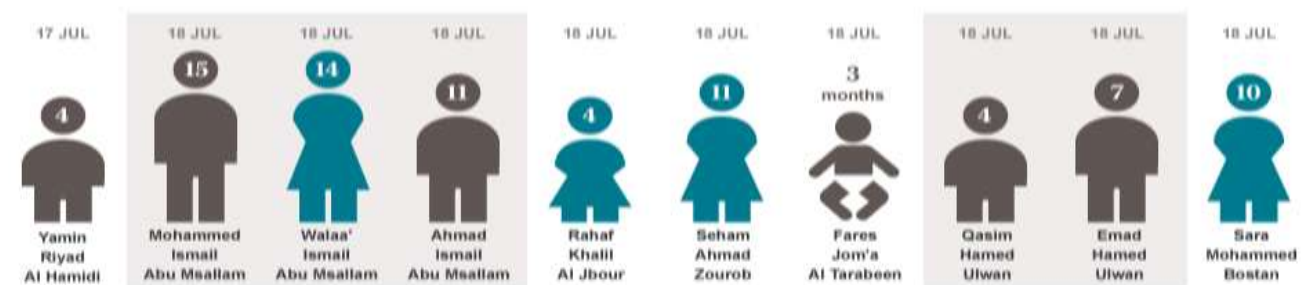 17 JUL
18 JUL
18 JUL
18 JUL
18 JUL
18 JUL
18 JUL
18 JUL
18 JUL
18 JUL
4
15
14
11
4
11
3
months
4
7
10
Yamin
Riyad
Al Hamidi
Mohammed
Ismail
Abu Msallam
Walaa'
Ismail
Abu Msallam
Ahmad
Ismail
Abu Msallam
Rahaf
Khalil
Al Jbour
Seham
Ahmad
Zourob
Fares
Jom'a
Al Tarabeen
Qasim
Hamed
Ulwan
Emad
Hamed
Ulwan
Sara
Mohammed
Bostan